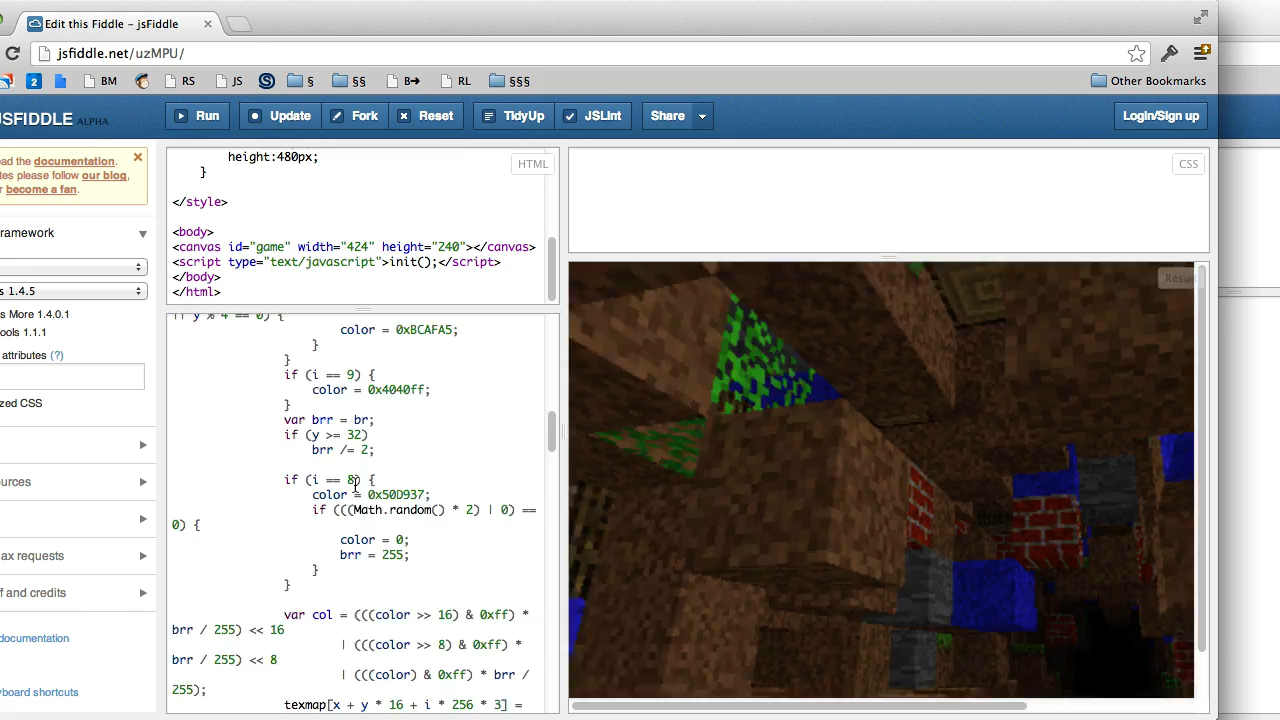 Edit this Fiddle – jsFiddle
jsfiddle.net/uzMPU/
2 BM RS JS § §§ B→ RL §§§ Other Bookmarks
JSFIDDLE ALPHA Run Update Fork Reset TidyUp JSLint Share Login/Sign up
ead the documentation.
tes please follow our blog,
r become a fan.
ramework
s 1.4.5
s More 1.4.0.1
ools 1.1.1
attributes (?)
zed CSS
ources
ax requests
f and credits
documentation
board shortcuts
HTML
height:480px;
}
</style>
<body>
<canvas id="game" width="424" height="240"></canvas>
<script type="text/javascript">init();</script>
</body>
</html>
|| y % 4 == 0) {
color = 0xBCAFA5;
}
}
if (i == 9) {
color = 0x4040ff;
}
var brr = br;
if (y >= 32)
brr /= 2;
if (i == 8) {
color = 0x50D937;
if (((Math.random() * 2) | 0) ==
0) {
color = 0;
brr = 255;
}
}
var col = (((color >> 16) & 0xff) *
brr / 255) << 16
| (((color >> 8) & 0xff) *
brr / 255) << 8
| (((color) & 0xff) * brr /
255);
texmap[x + y * 16 + i * 256 * 3] =
CSS
Resu